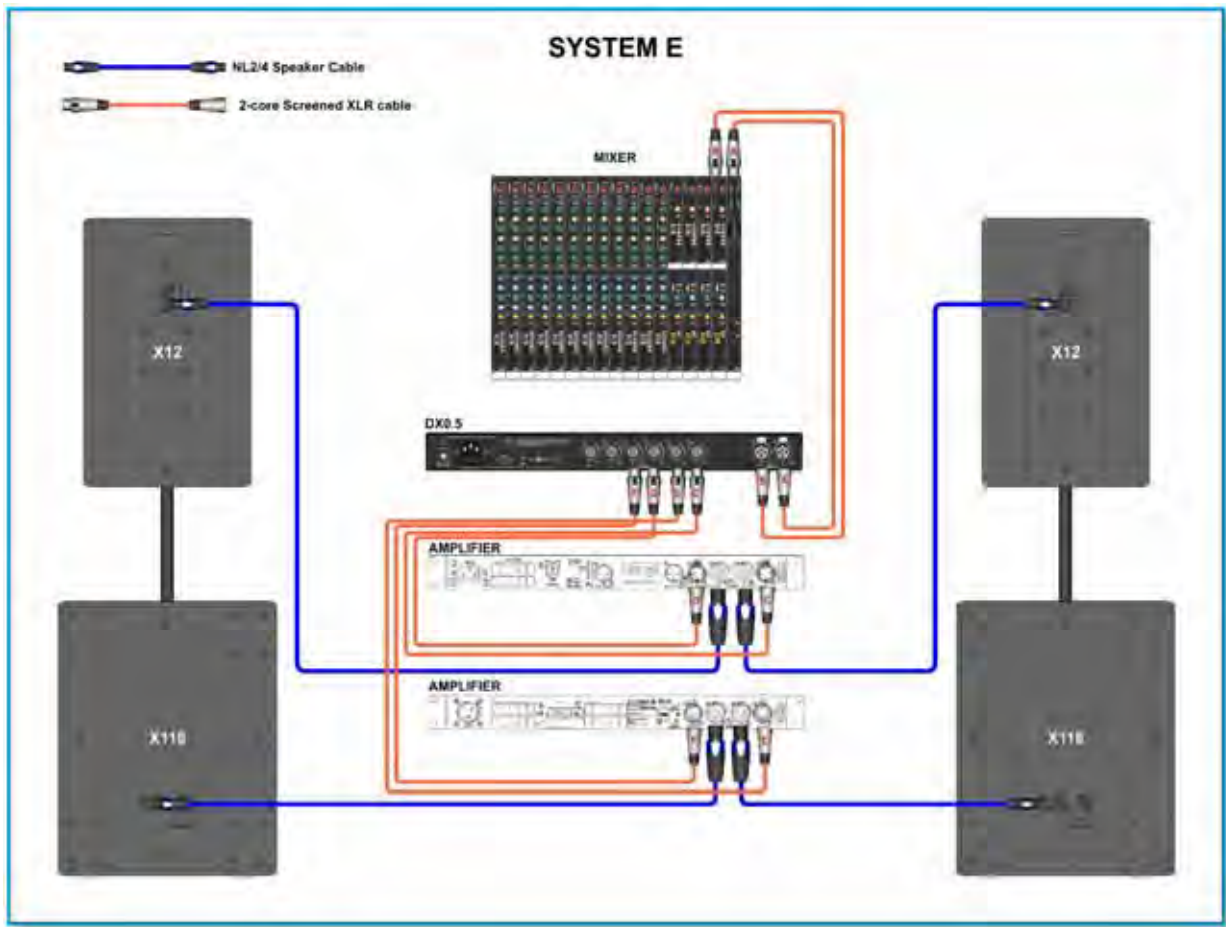 SYSTEM E
NL2/4 Speaker Cable
2-core Screened XLR cable
MIXER
X12
X12
DX0.5
AMPLIFIER
AMPLIFIER
X118
X118